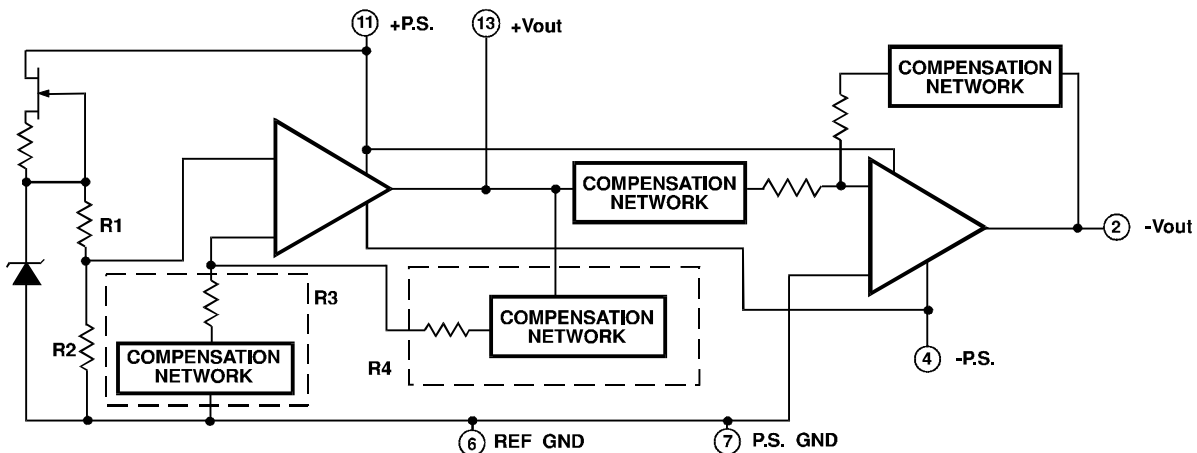 11 +P.S.
13 +Vout
COMPENSATION
NETWORK
COMPENSATION
NETWORK
R1
2 -Vout
R3
COMPENSATION
NETWORK
R2
COMPENSATION
NETWORK
R4
4 -P.S.
6 REF GND
7 P.S. GND